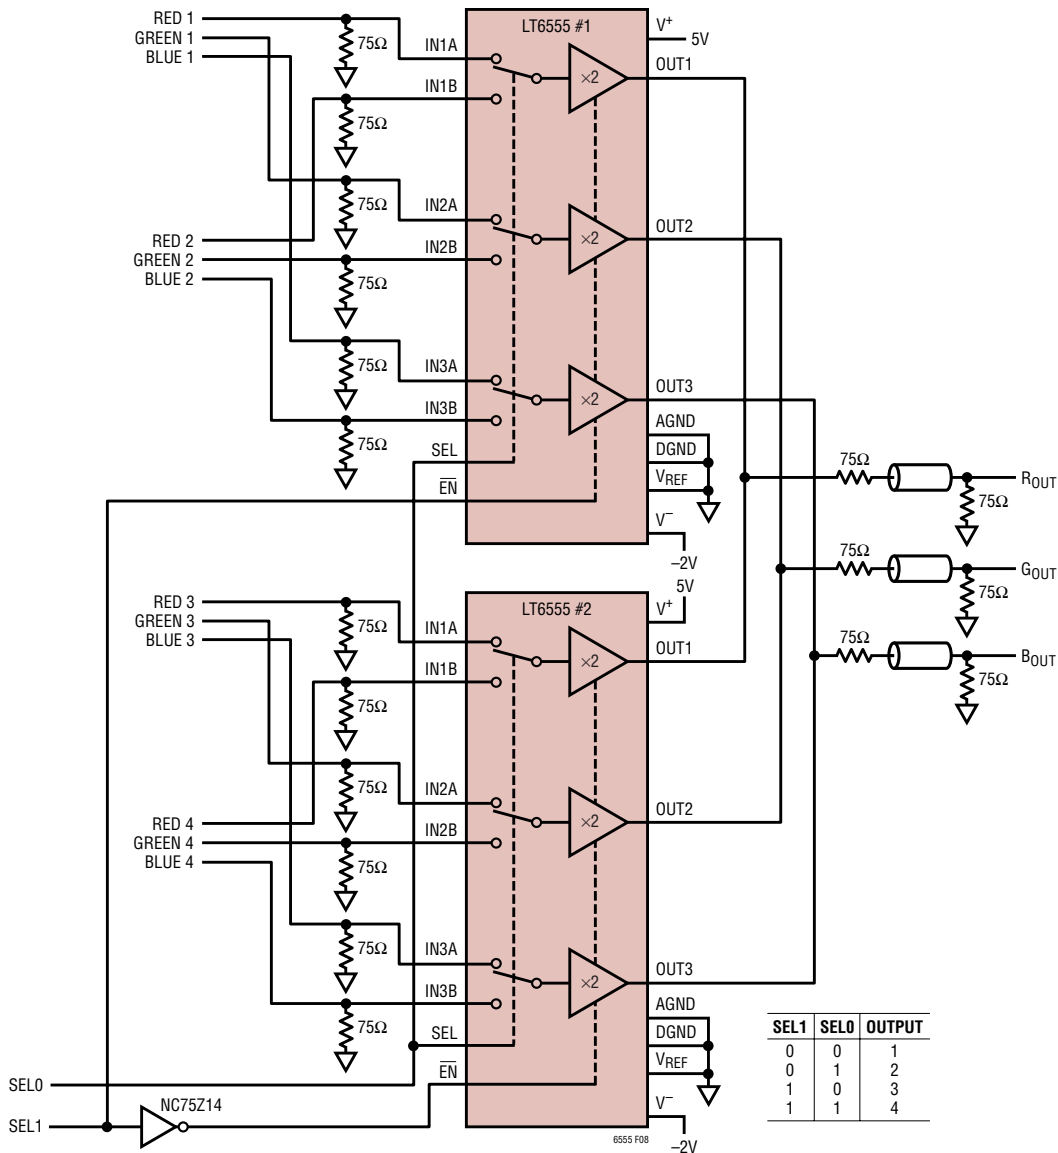 RED 1
GREEN 1
BLUE 1
75Ω
IN1A
LT6555 #1
V+
5V
×2
OUT1
IN1B
75Ω
75Ω
IN2A
OUT2
×2
RED 2
GREEN 2
BLUE 2
IN2B
75Ω
75Ω
IN3A
OUT3
×2
IN3B
75Ω
AGND
SEL
DGND
EN
VREF
V–
–2V
75Ω
ROUT
75Ω
75Ω
GOUT
75Ω
75Ω
BOUT
75Ω
RED 3
GREEN 3
BLUE 3
75Ω
IN1A
LT6555 #2
5V
V+
×2
OUT1
IN1B
75Ω
75Ω
IN2A
OUT2
×2
RED 4
GREEN 4
BLUE 4
IN2B
75Ω
75Ω
IN3A
OUT3
×2
IN3B
75Ω
AGND
SEL
DGND
EN
VREF
V–
–2V
SEL0
SEL1
NC75Z14
6555 F08
SEL1 SEL0 OUTPUT
0 0 1
0 1 2
1 0 3
1 1 4